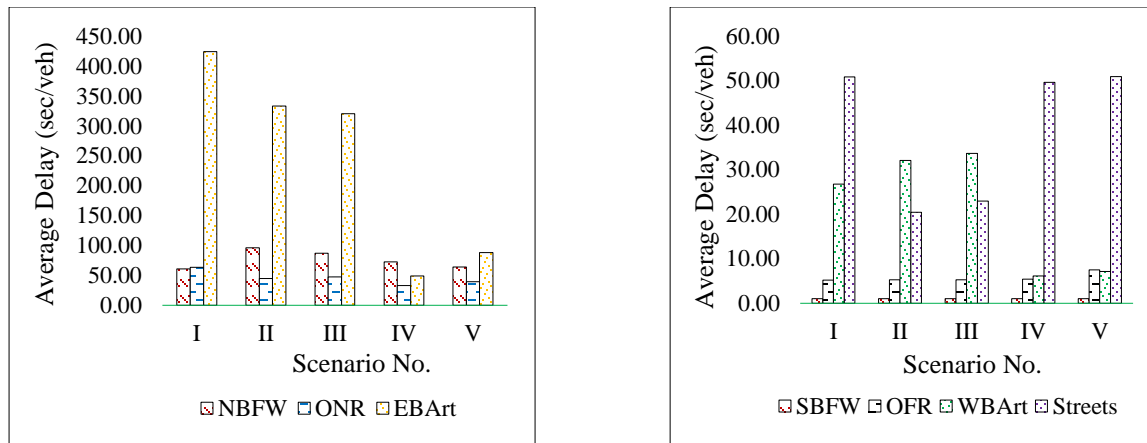 450.00
400.00
350.00
300.00
250.00
200.00
150.00
100.00
50.00
0.00
Average Delay (sec/veh)
I II III IV V
Scenario No.
NBFW ONR EBArt
60.00
50.00
40.00
30.00
20.00
10.00
0.00
Average Delay (sec/veh)
I II III IV V
Scenario No.
SBFW OFR WBArt Streets